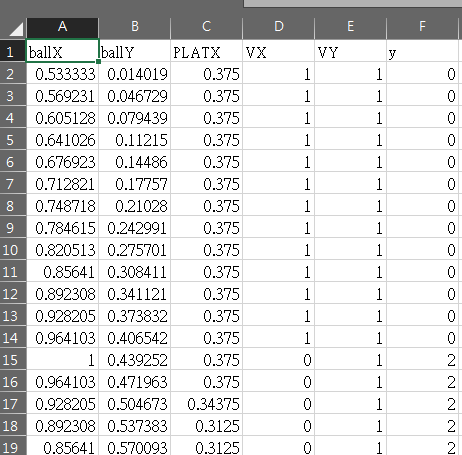 A B C D E F
1 ballX ballY PLATX VX VY y
2 0.533333 0.014019 0.375 1 1 0
3 0.569231 0.046729 0.375 1 1 0
4 0.605128 0.079439 0.375 1 1 0
5 0.641026 0.11215 0.375 1 1 0
6 0.676923 0.14486 0.375 1 1 0
7 0.712821 0.17757 0.375 1 1 0
8 0.748718 0.21028 0.375 1 1 0
9 0.784615 0.242991 0.375 1 1 0
10 0.820513 0.275701 0.375 1 1 0
11 0.85641 0.308411 0.375 1 1 0
12 0.892308 0.341121 0.375 1 1 0
13 0.928205 0.373832 0.375 1 1 0
14 0.964103 0.406542 0.375 1 1 0
15 1 0.439252 0.375 0 1 2
16 0.964103 0.471963 0.375 0 1 2
17 0.928205 0.504673 0.34375 0 1 2
18 0.892308 0.537383 0.3125 0 1 2
19 0.85641 0.570093 0.3125 0 1 2